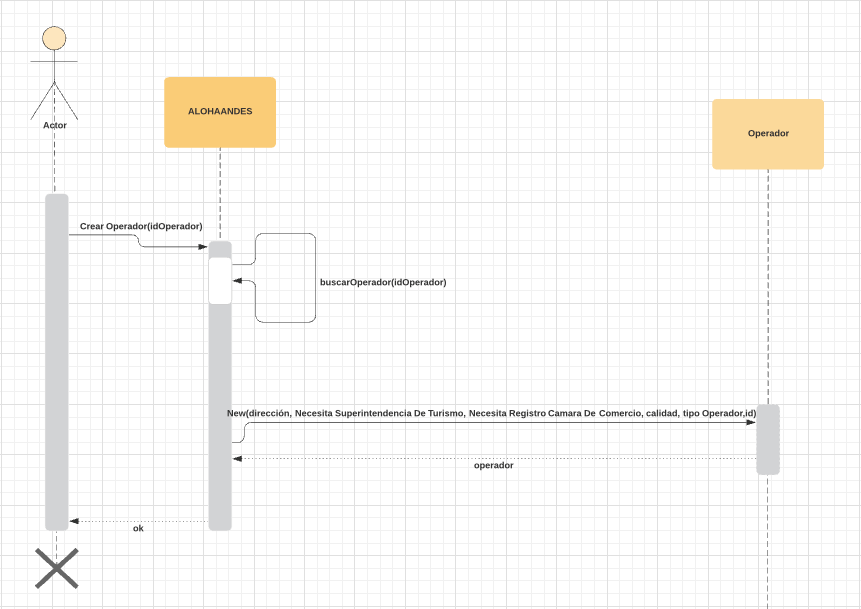 ALOHAANDES
Actor
Operador
Crear Operador(idOperador)
buscarOperador(idOperador)
New(dirección, Necesita Superintendencia De Turismo, Necesita Registro Camara De Comercio, calidad, tipo Operador,id)
operador
ok